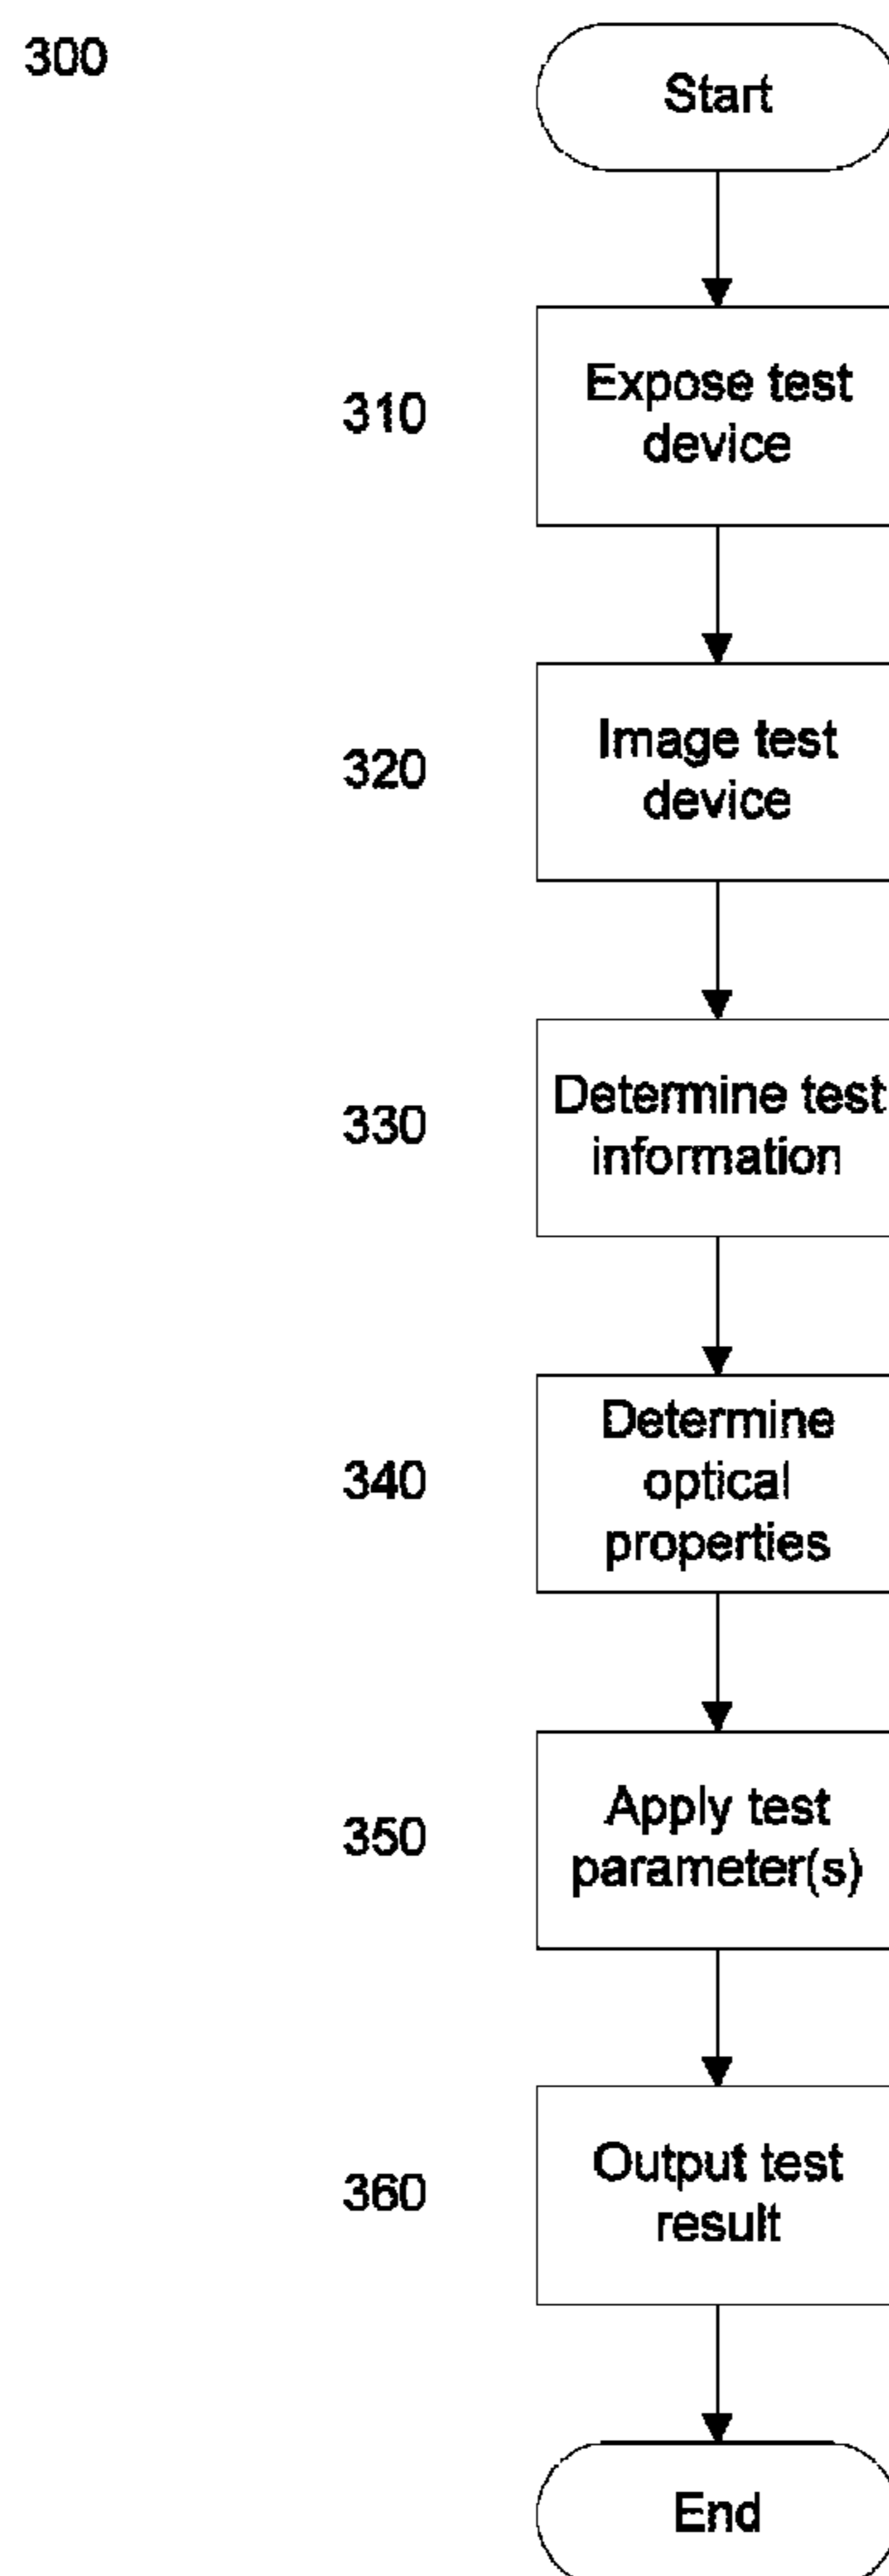 300
Start
310
Expose test
device
320
Image test
device
330
Determine test
information
340
Determine
optical
properties
350
Apply test
parameter(s)
360
Output test
result
End